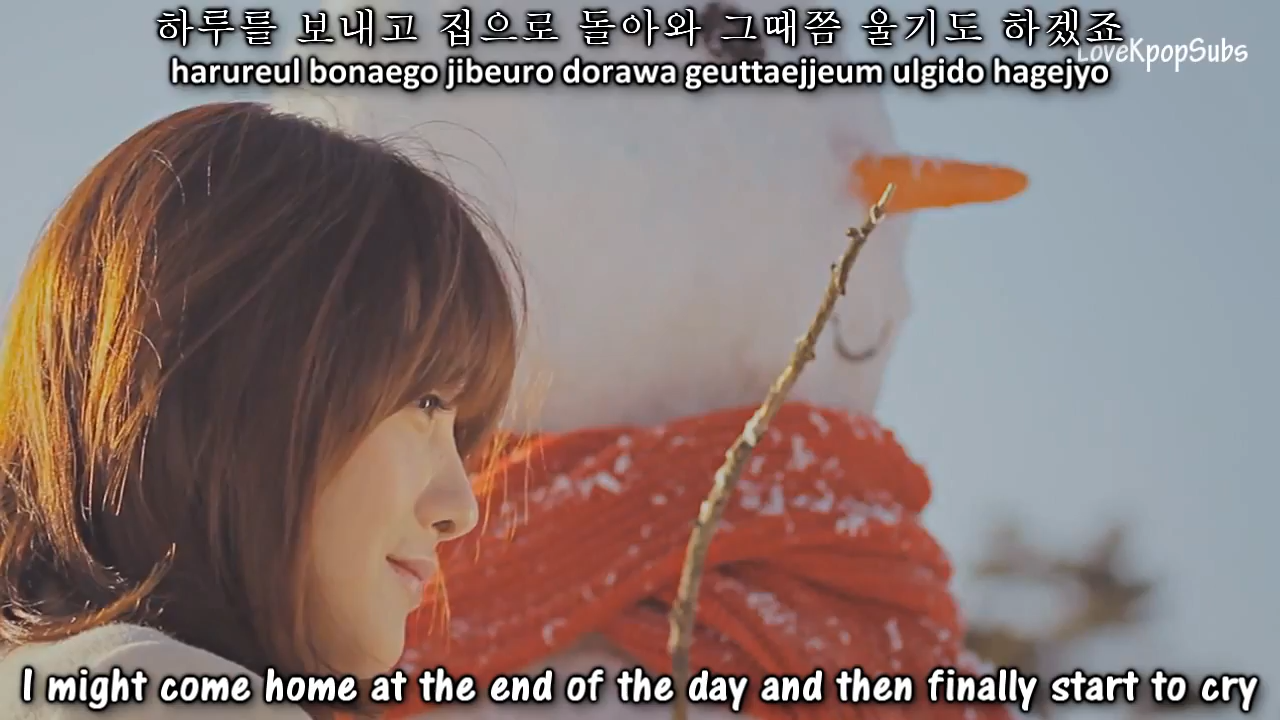 하루를 보내고 집으로 돌아와 그때쯤 울기도 하겠죠
LoveKpopSubs
harureul bonaego jibeuro dorawa geuttaejjeum ulgido hagejyo
I might come home at the end of the day and then finally start to cry